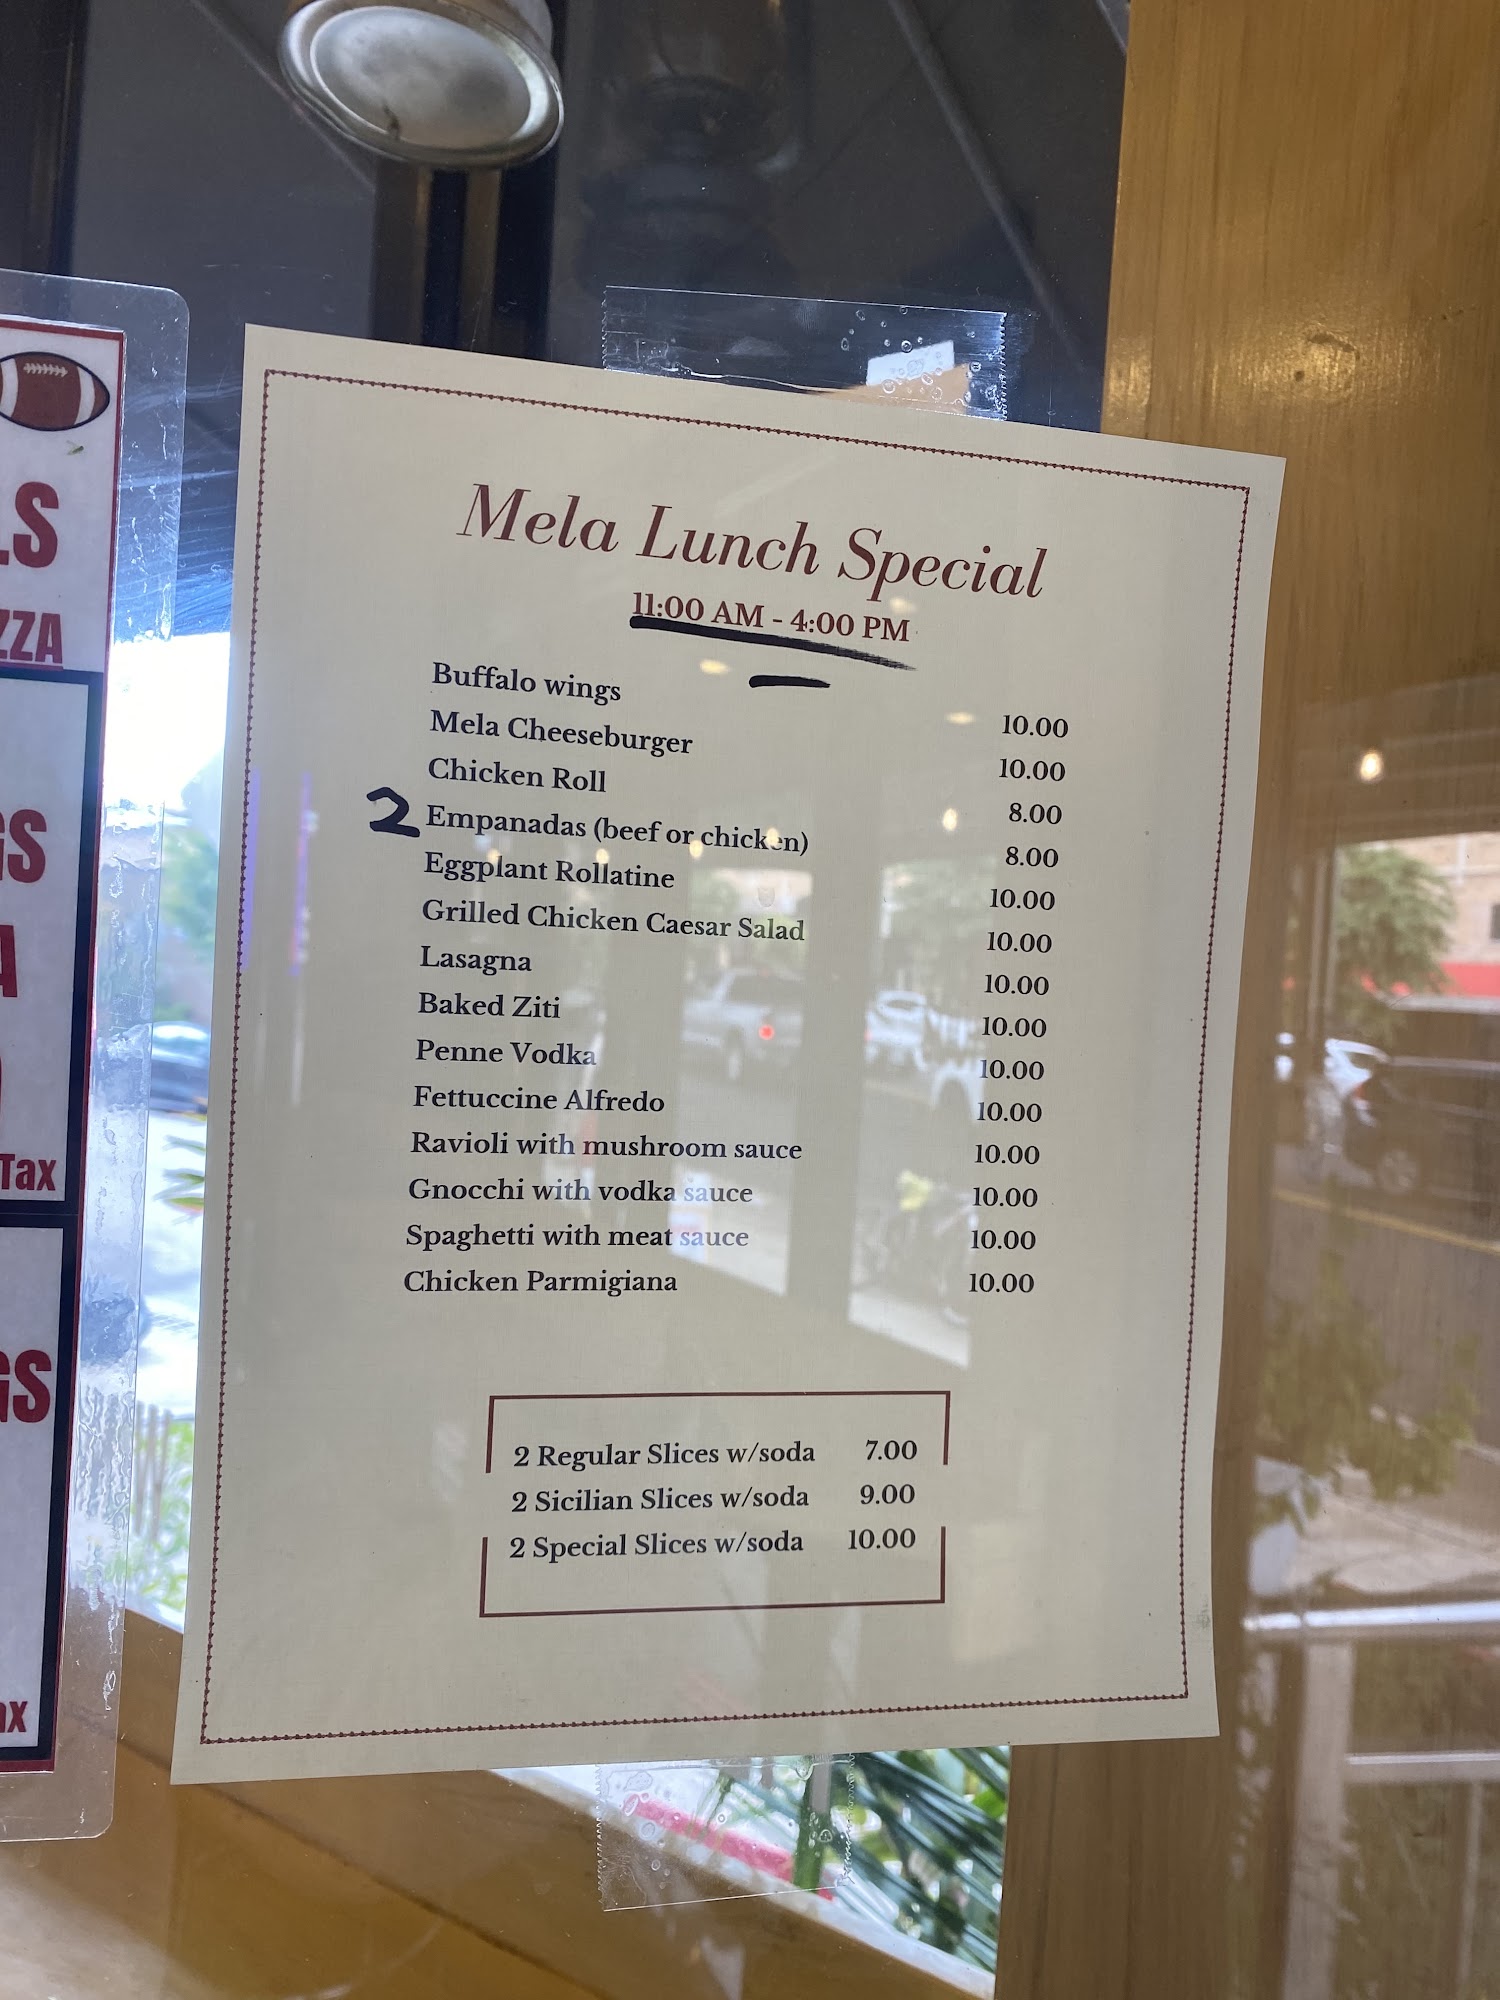 LS
ZZA
GS
A
Tax
GS
ax
Mela Lunch Special
11:00 AM - 4:00 PM
Buffalo wings 10.00
Mela Cheeseburger 10.00
Chicken Roll 8.00
2 Empanadas (beef or chicken) 8.00
Eggplant Rollatine 10.00
Grilled Chicken Caesar Salad 10.00
Lasagna 10.00
Baked Ziti 10.00
Penne Vodka 10.00
Fettuccine Alfredo 10.00
Ravioli with mushroom sauce 10.00
Gnocchi with vodka sauce 10.00
Spaghetti with meat sauce 10.00
Chicken Parmigiana 10.00
2 Regular Slices w/soda 7.00
2 Sicilian Slices w/soda 9.00
2 Special Slices w/soda 10.00